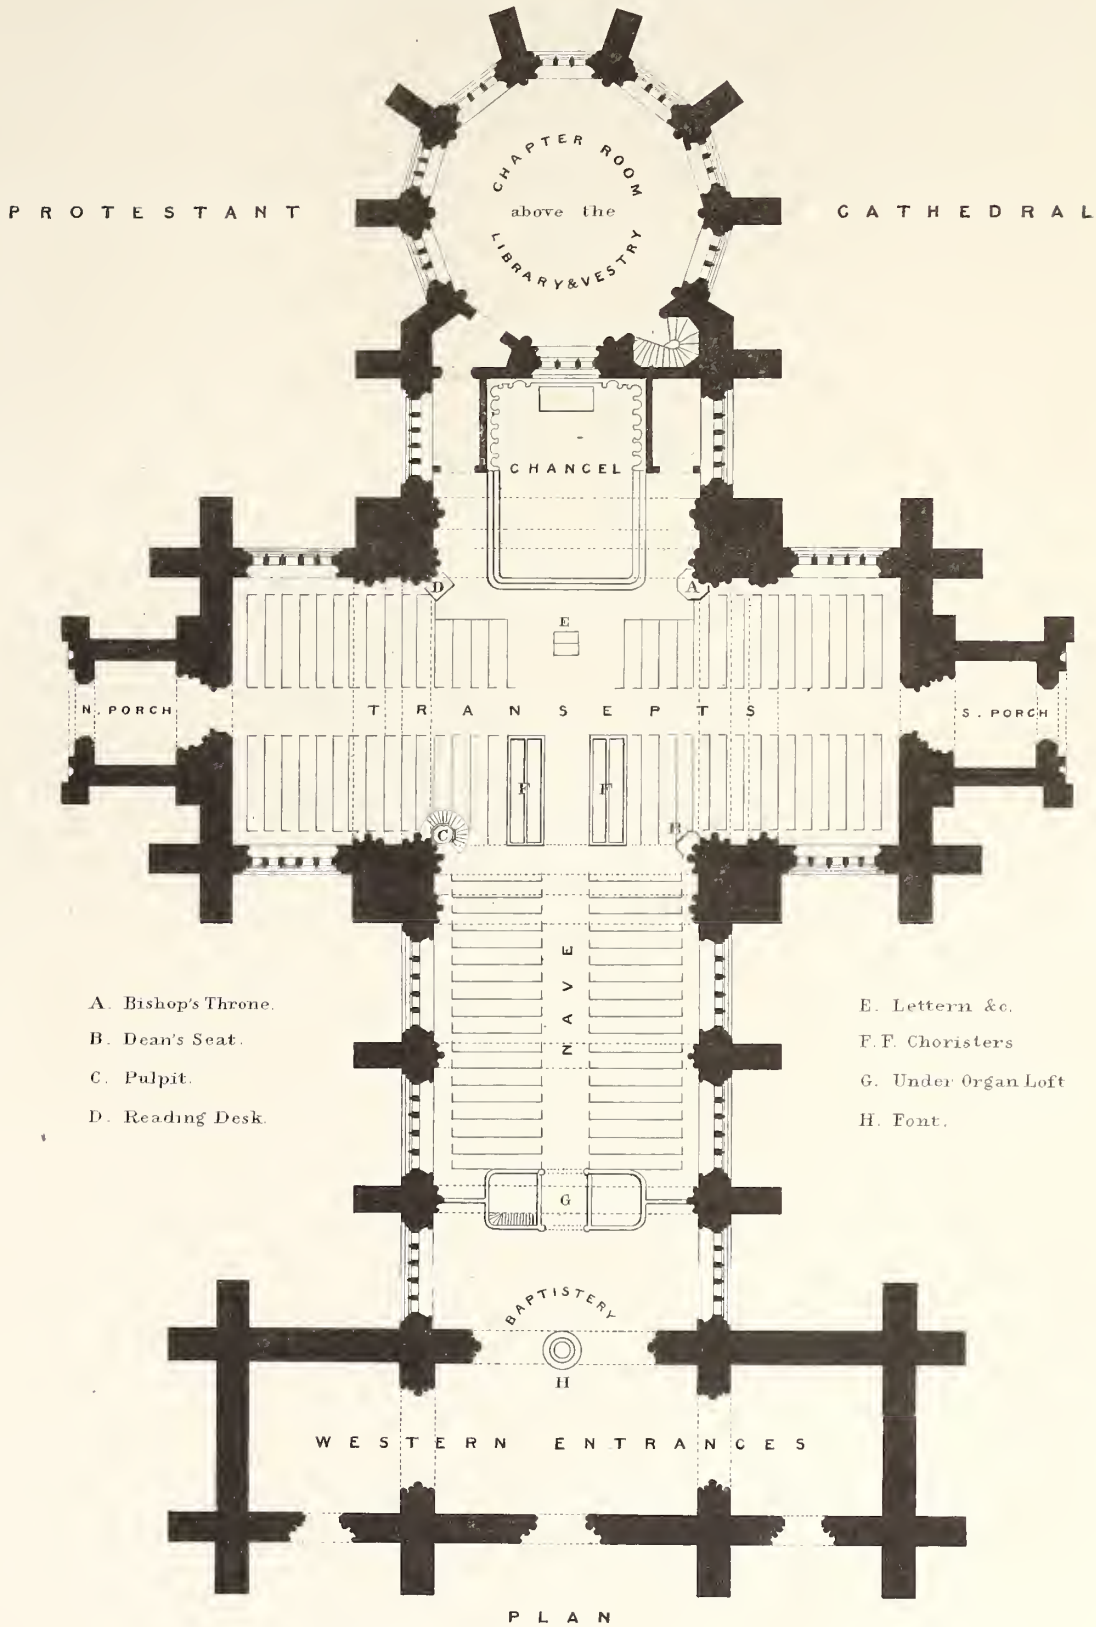 CHAPTER ROOM
PROTESTANT CATHEDRAL
above the
LIBRARY & VESTRY
CHANCEL
D A
E
N. PORCH TRANSEPTS S. PORCH
F F
C B
NAVE
A. Bishop's Throne.
B. Dean's Seat.
C. Pulpit.
D. Reading Desk.
E. Lettern &c.
F. F. Choristers
G. Under Organ Loft
H. Font.
G
BAPTISTERY
H
WESTERN ENTRANCES
PLAN